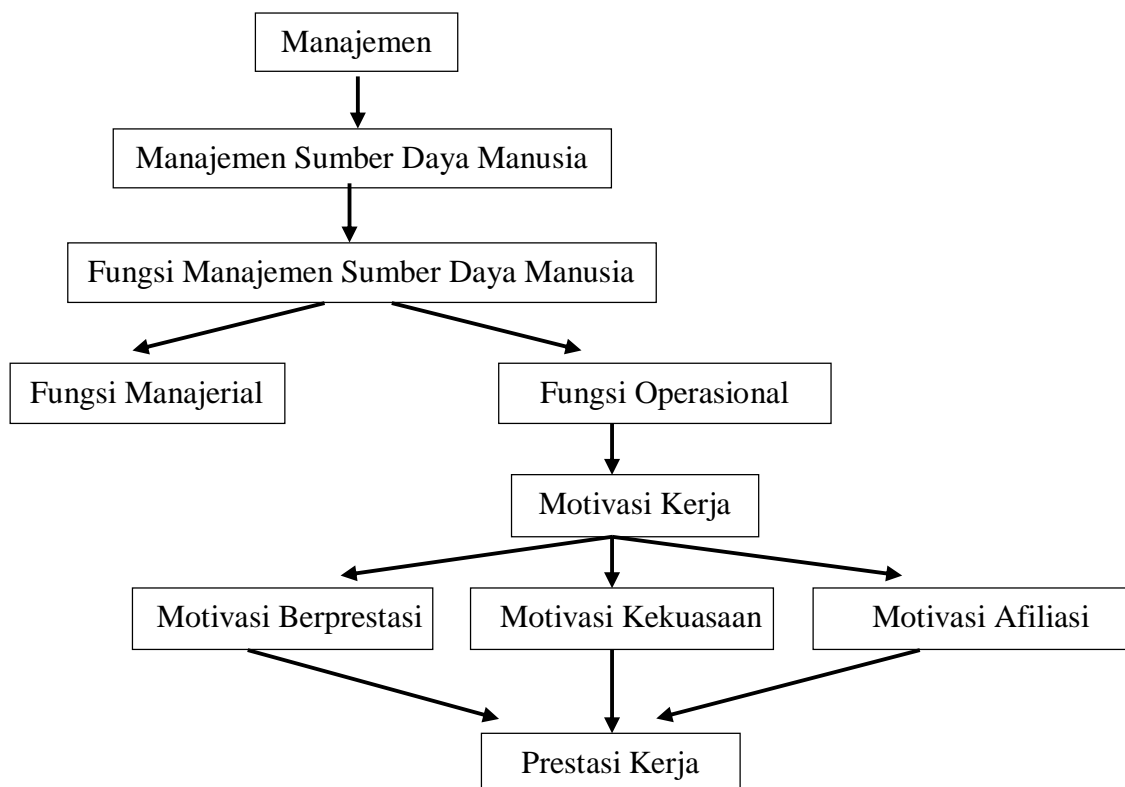 Manajemen
Manajemen Sumber Daya Manusia
Fungsi Manajemen Sumber Daya Manusia
Fungsi Manajerial
Fungsi Operasional
Motivasi Kerja
Motivasi Berprestasi
Motivasi Kekuasaan
Motivasi Afiliasi
Prestasi Kerja